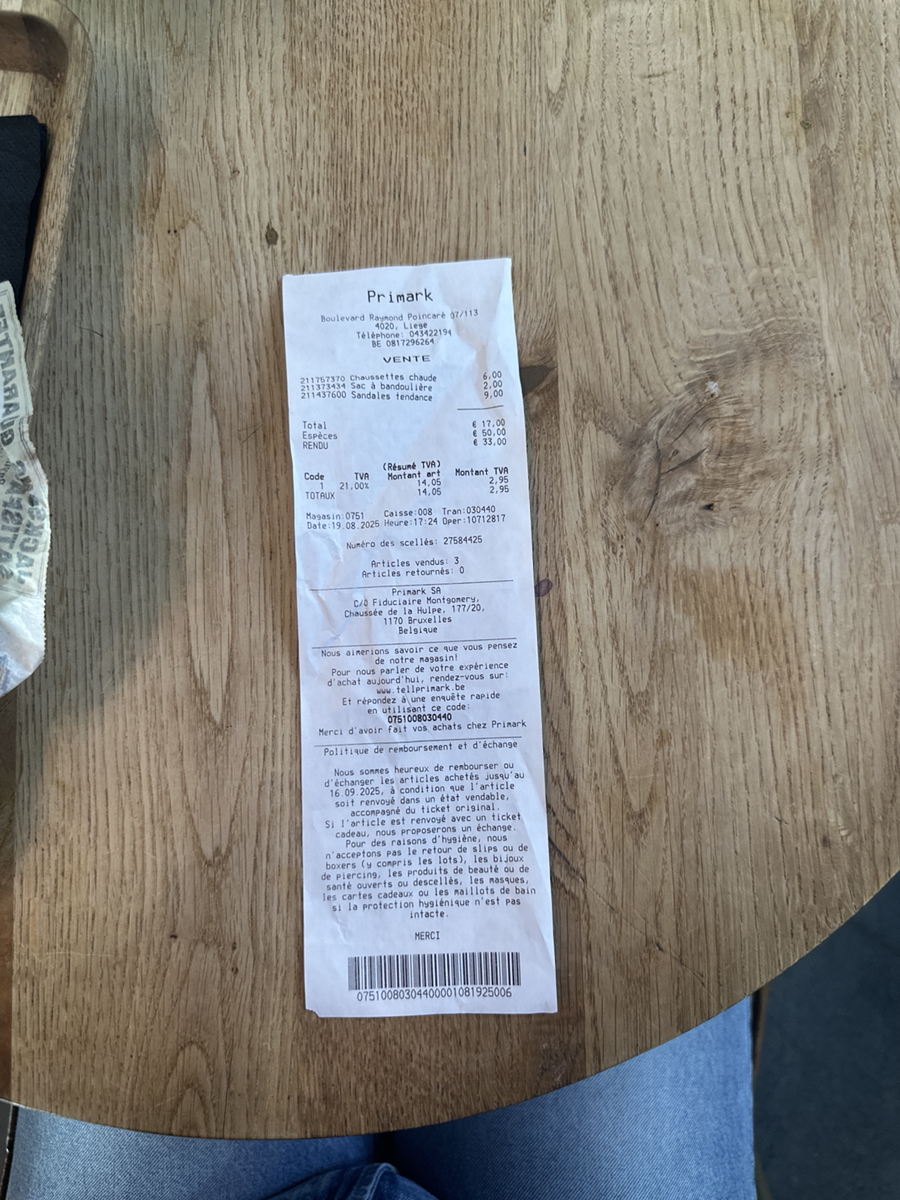 Primark
Boulevard Raymond Poincaré 07/113
4020, Liege
Téléphone: 043422194
BE 0817296264
VENTE
211757370 Chaussettes chaude 6,00
211373434 Sac à bandoulière 2,00
211437600 Sandales tendance 9,00
Total € 17,00
Espèces € 50,00
RENDU € 33,00
(Résumé TVA)
Code TVA Montant art Montant TVA
1 21,00% 14,05 2,95
TOTAUX 14,05 2,95
Magasin:0751 Caisse:008 Tran:030440
Date:19.08.2025 Heure:17:24 Oper:10712817
Numéro des scellés: 27584425
Articles vendus: 3
Articles retournés: 0
Primark SA
C/O Fiduciaire Montgomery,
Chaussée de la Hulpe, 177/20,
1170 Bruxelles
Belgique
Nous aimerions savoir ce que vous pensez
de notre magasin!
Pour nous parler de votre expérience
d'achat aujourd'hui, rendez-vous sur:
www.tellprimark.be
Et répondez à une enquête rapide
en utilisant ce code:
0751008030440
Merci d'avoir fait vos achats chez Primark
Politique de remboursement et d'échange
Nous sommes heureux de rembourser ou
d'échanger les articles achetés jusqu'au
16.09.2025, à condition que l'article
soit renvoyé dans un état vendable,
accompagné du ticket original.
Si l'article est renvoyé avec un ticket
cadeau, nous proposerons un échange.
Pour des raisons d'hygiène, nous
n'acceptons pas le retour de slips ou de
boxers (y compris les lots), les bijoux
de piercing, les produits de beauté ou de
santé ouverts ou descellés, les masques,
les cartes cadeaux ou les maillots de bain
si la protection hygiénique n'est pas
intacte.
MERCI
07510080304400001081925006